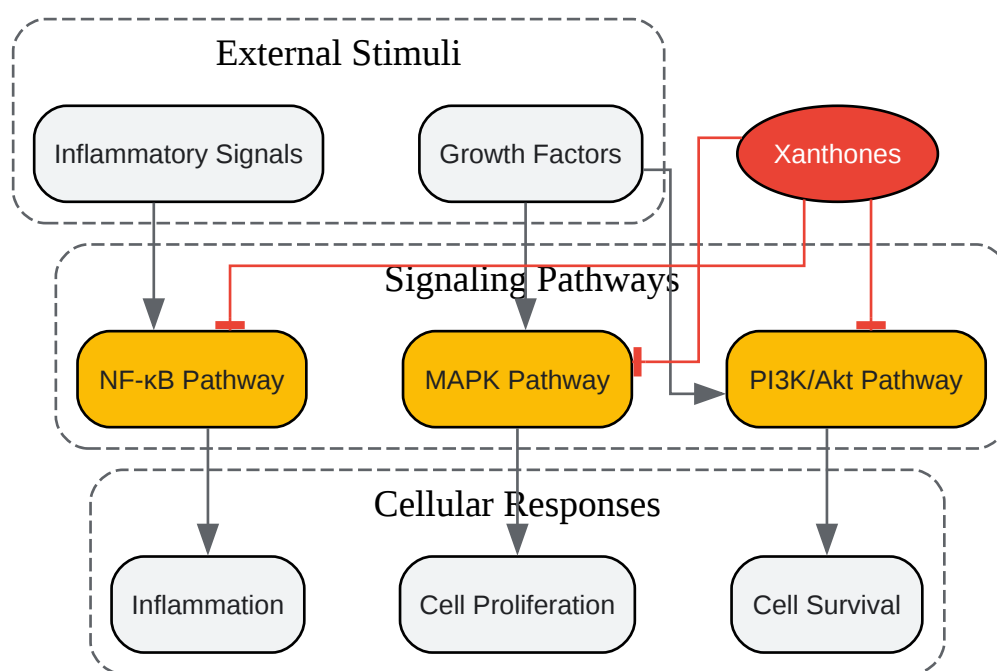 External Stimuli
Inflammatory Signals
Growth Factors
Xanthones
Signaling Pathways
NF-κB Pathway
MAPK Pathway
PI3K/Akt Pathway
Cellular Responses
Inflammation
Cell Proliferation
Cell Survival